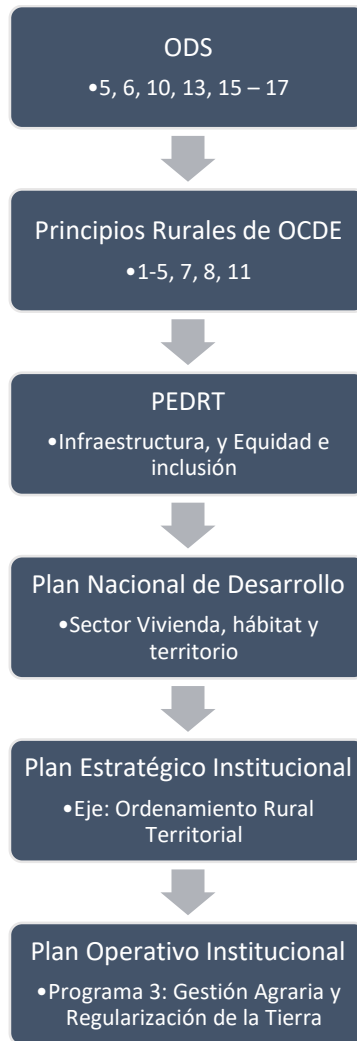 ODS
•5, 6, 10, 13, 15 – 17
Principios Rurales de OCDE
•1-5, 7, 8, 11
PEDRT
•Infraestructura, y Equidad e
inclusión
Plan Nacional de Desarrollo
•Sector Vivienda, hábitat y
territorio
Plan Estratégico Institucional
•Eje: Ordenamiento Rural
Territorial
Plan Operativo Institucional
•Programa 3: Gestión Agraria y
Regularización de la Tierra